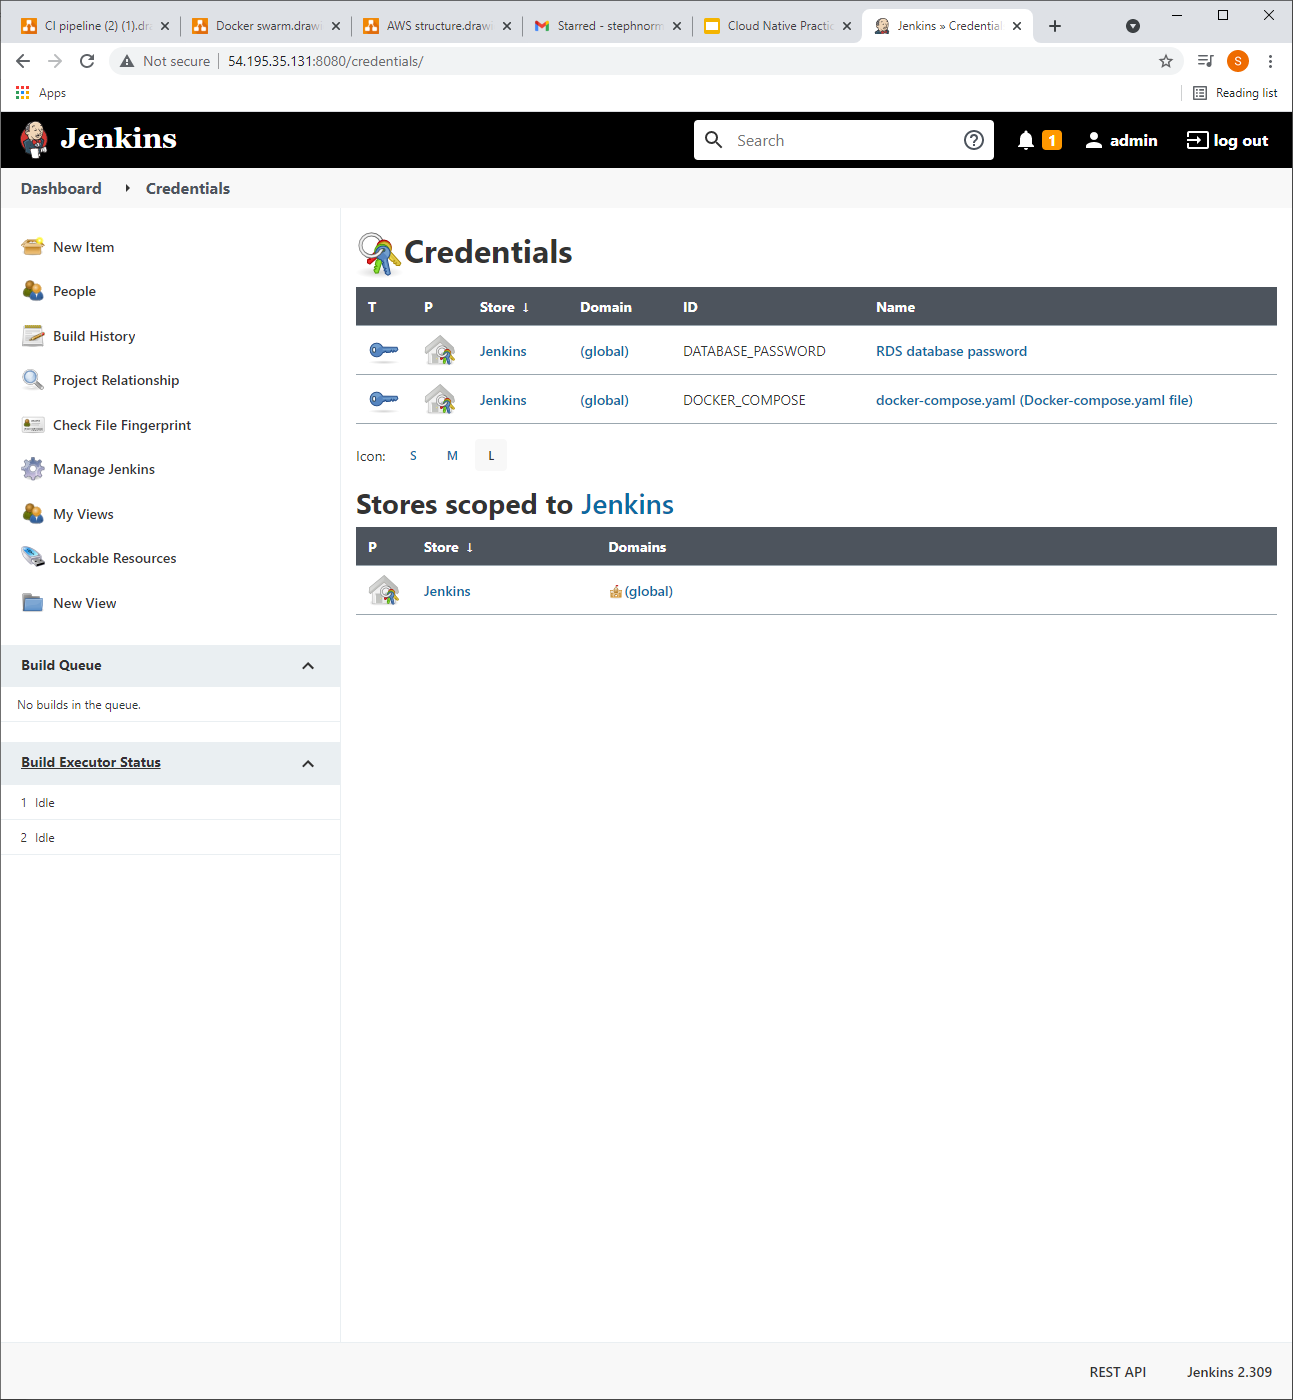 CI pipeline (2) (1).dra
Docker swarm.drawi
AWS structure.drawi
Starred - stephnorm
Cloud Native Practic
Jenkins » Credential
Not secure 54.195.35.131:8080/credentials/
S
Apps
Reading list
Jenkins
Search
1
admin
log out
Dashboard Credentials
New Item
People
Build History
Project Relationship
Check File Fingerprint
Manage Jenkins
My Views
Lockable Resources
New View
Build Queue
No builds in the queue.
Build Executor Status
1 Idle
2 Idle
Credentials
T P Store ↓ Domain ID Name
Jenkins (global) DATABASE_PASSWORD RDS database password
Jenkins (global) DOCKER_COMPOSE docker-compose.yaml (Docker-compose.yaml file)
Icon: S M L
Stores scoped to Jenkins
P Store ↓ Domains
Jenkins (global)
REST API Jenkins 2.309